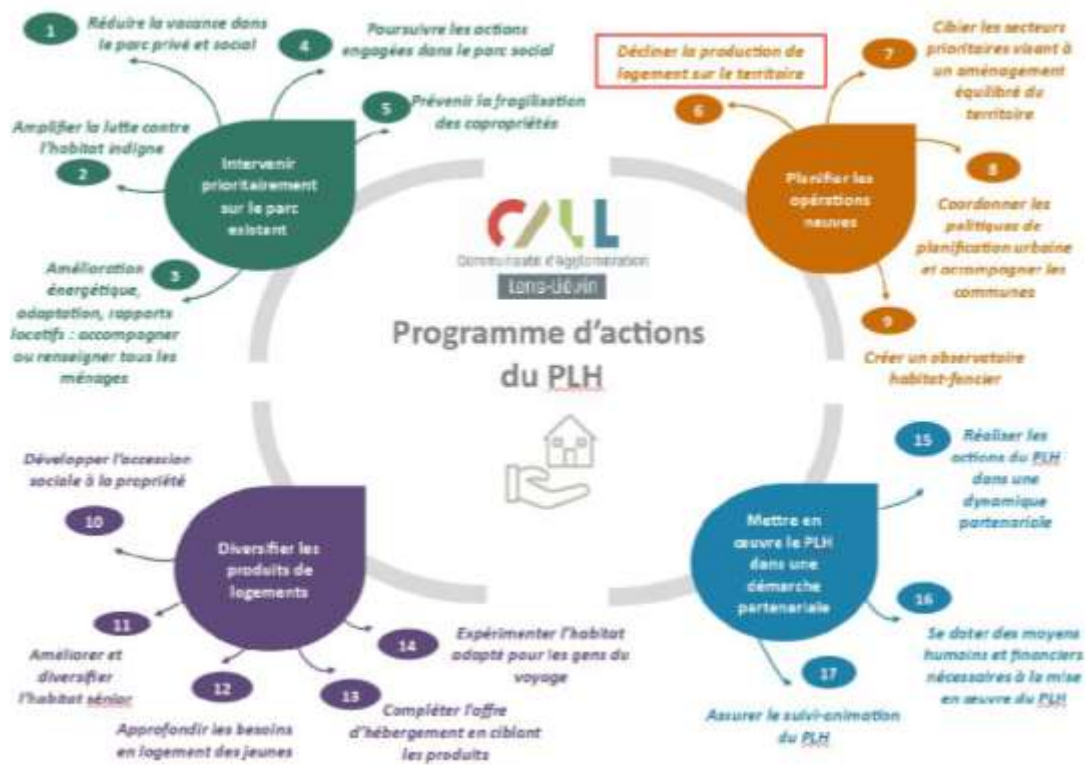 1
Réduire la vacance dans
le parc privé et social
4
Poursuivre les actions
engagées dans le parc social
5
Prévenir la fragilisation
des copropriétés
Amplifier la lutte contre
l'habitat indigne
2
Intervenir
prioritairement
sur le parc
existant
3
Amélioration
énergétique,
adaptation, rapports
locatifs : accompagner
ou renseigner tous les
ménages
Décliner la production de
logement sur le territoire
6
7
Cibler les secteurs
prioritaires visant à
un aménagement
équilibré du
territoire
Planifier les
opérations
neuves
8
Coordonner les
politiques de
planification urbaine
et accompagner les
communes
9
Créer un observatoire
habitat-foncier
CALL
Communauté d'Agglomération
Lens-Liévin
Programme d'actions
du PLH
Développer l'accession
sociale à la propriété
10
Diversifier les
produits de
logements
11
Améliorer et
diversifier
l'habitat sénior
12
Approfondir les besoins
en logement des jeunes
13
Compléter l'offre
d'hébergement en ciblant
les produits
14
Expérimenter l'habitat
adapté pour les gens du
voyage
15
Réaliser les
actions du PLH
dans une
dynamique
partenariale
Mettre en
œuvre le PLH
dans une
démarche
partenariale
16
Se doter des moyens
humains et financiers
nécessaires à la mise
en œuvre du PLH
17
Assurer le suivi-animation
du PLH